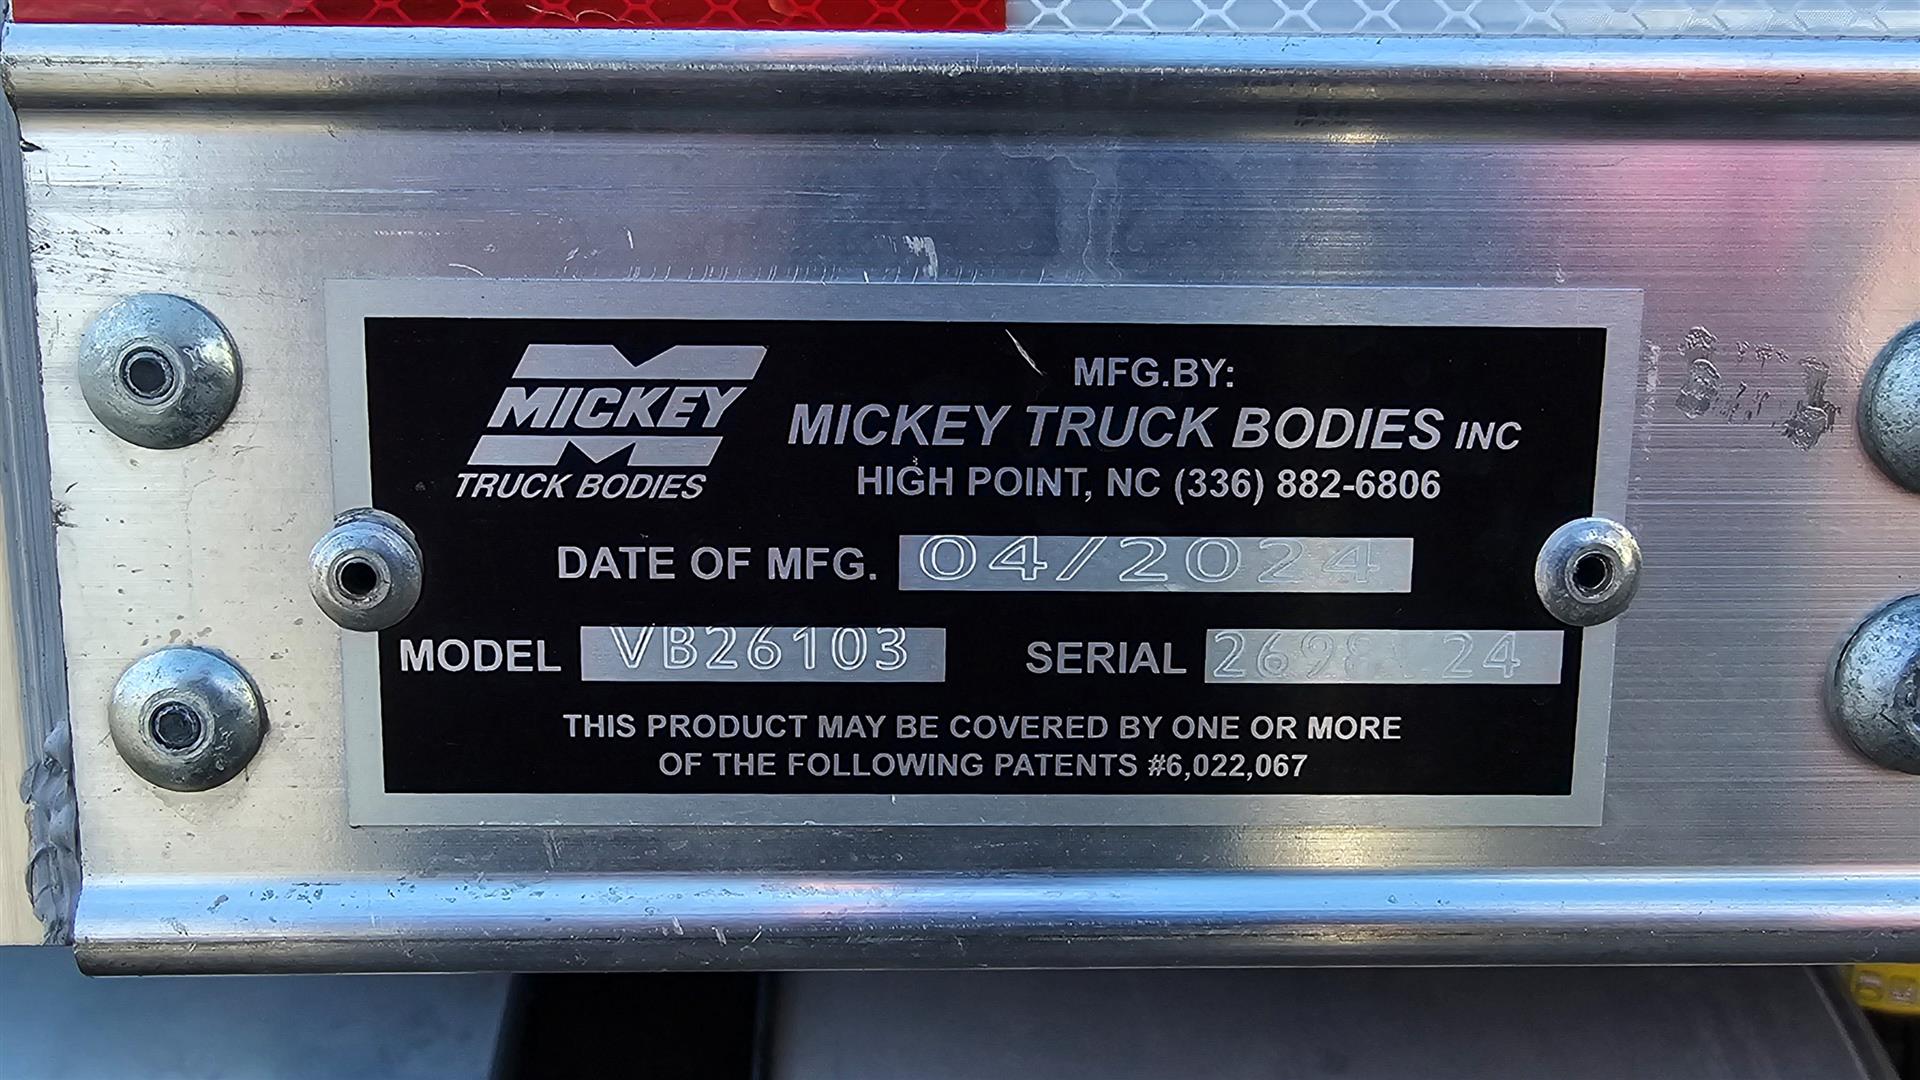 MICKEY
TRUCK BODIES
MFG.BY:
MICKEY TRUCK BODIES INC
HIGH POINT, NC (336) 882-6806
DATE OF MFG. 04/2024
MODEL VB26103
SERIAL
THIS PRODUCT MAY BE COVERED BY ONE OR MORE
OF THE FOLLOWING PATENTS #6,022,067